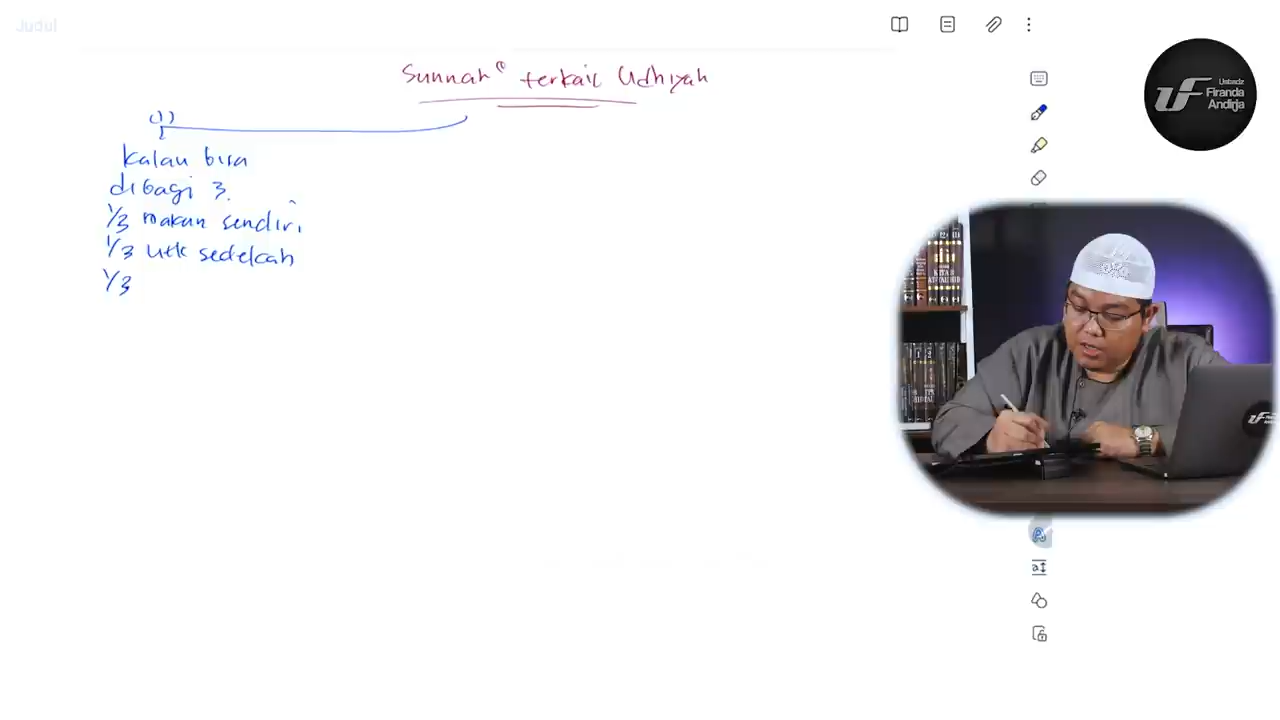 Judul
Sunnah² terkait Udhiyah
(1)
Kalau bisa
dibagi 3.
1/3 makan sendiri
1/3 utk sedekah
1/3
Ustadz
Firanda
Andirja